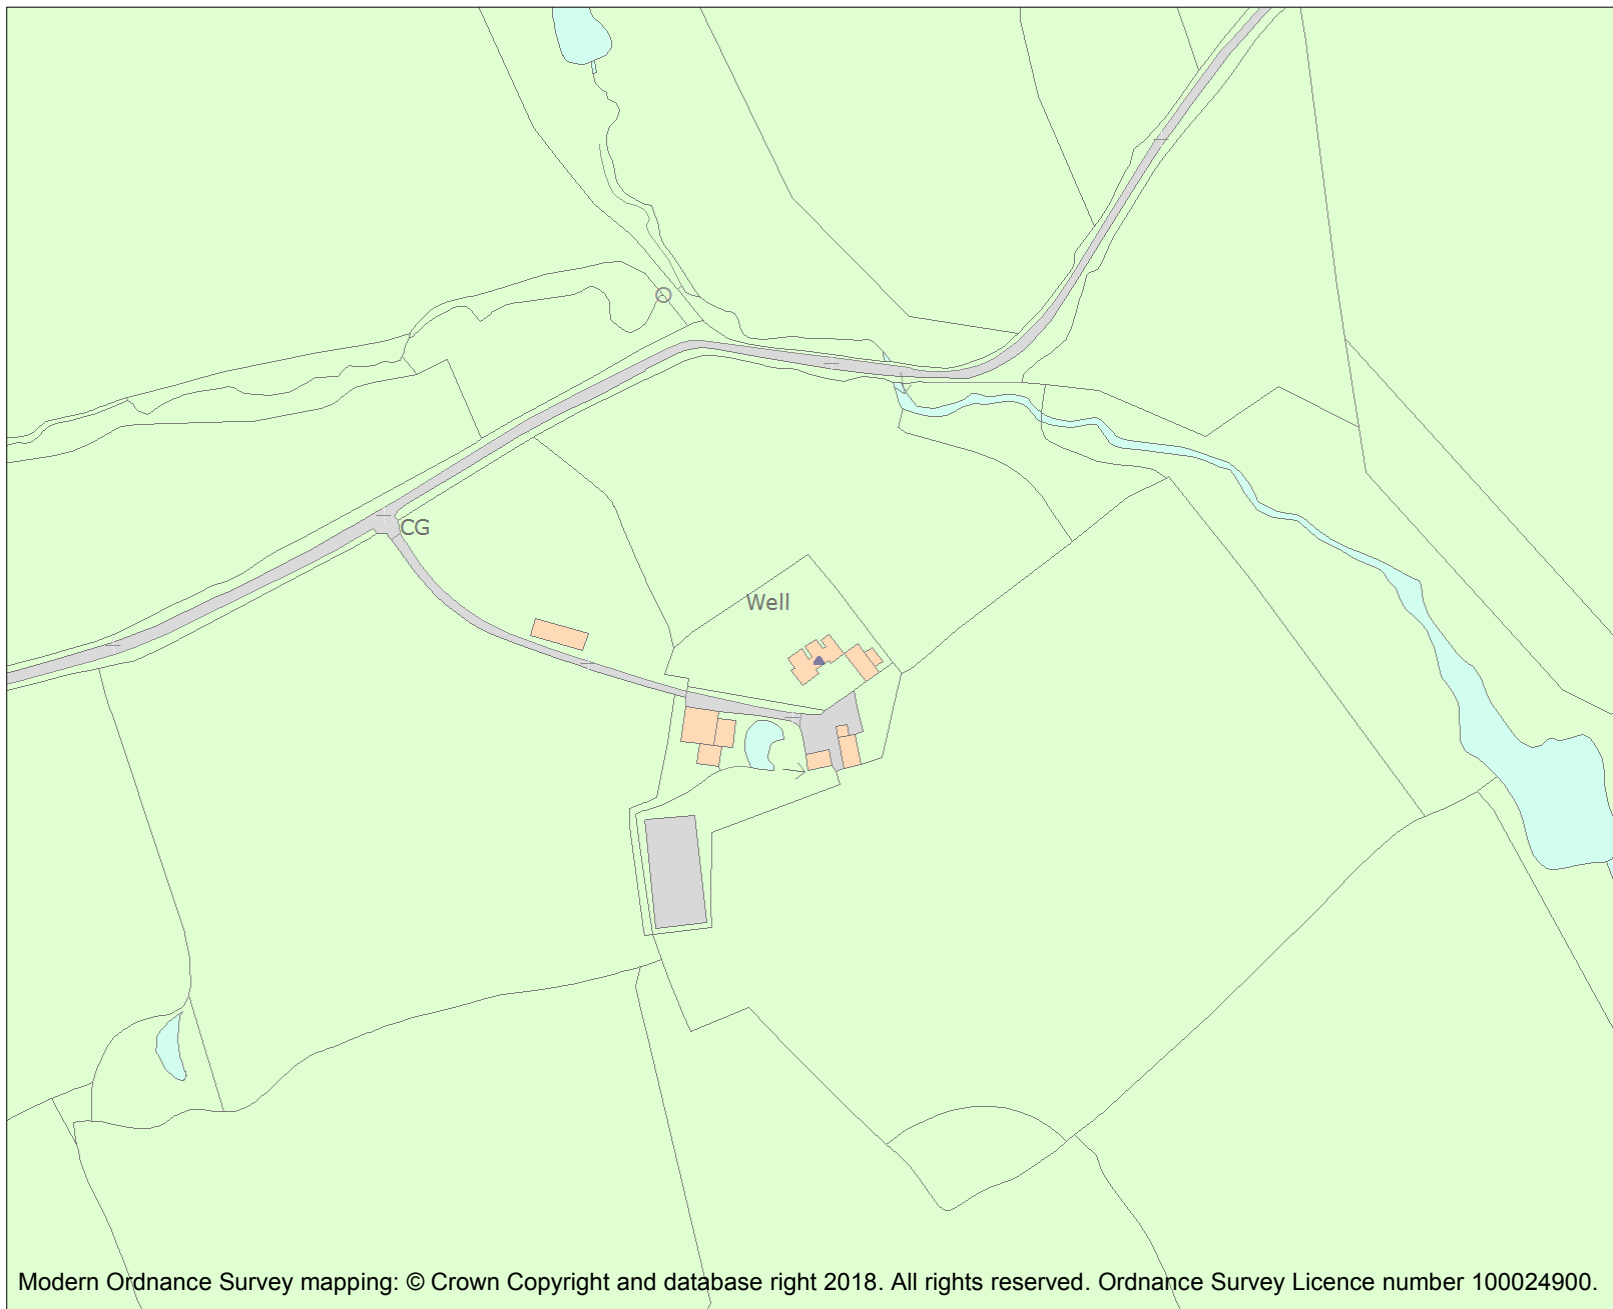 CG
Well
Modern Ordnance Survey mapping: © Crown Copyright and database right 2018. All rights reserved. Ordnance Survey Licence number 100024900.